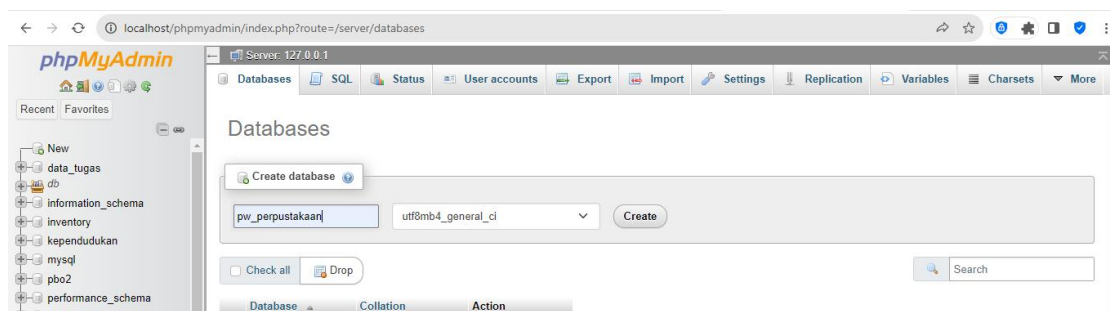 localhost/phpmyadmin/index.php?route=/server/databases
phpMyAdmin
Server: 127.0.0.1
Databases SQL Status User accounts Export Import Settings Replication Variables Charsets More
Recent Favorites
Databases
New
data_tugas
db
information_schema
inventory
kependudukan
mysql
pbo2
performance_schema
Create database
pw_perpustakaan utf8mb4_general_ci Create
Check all Drop Search
Database Collation Action